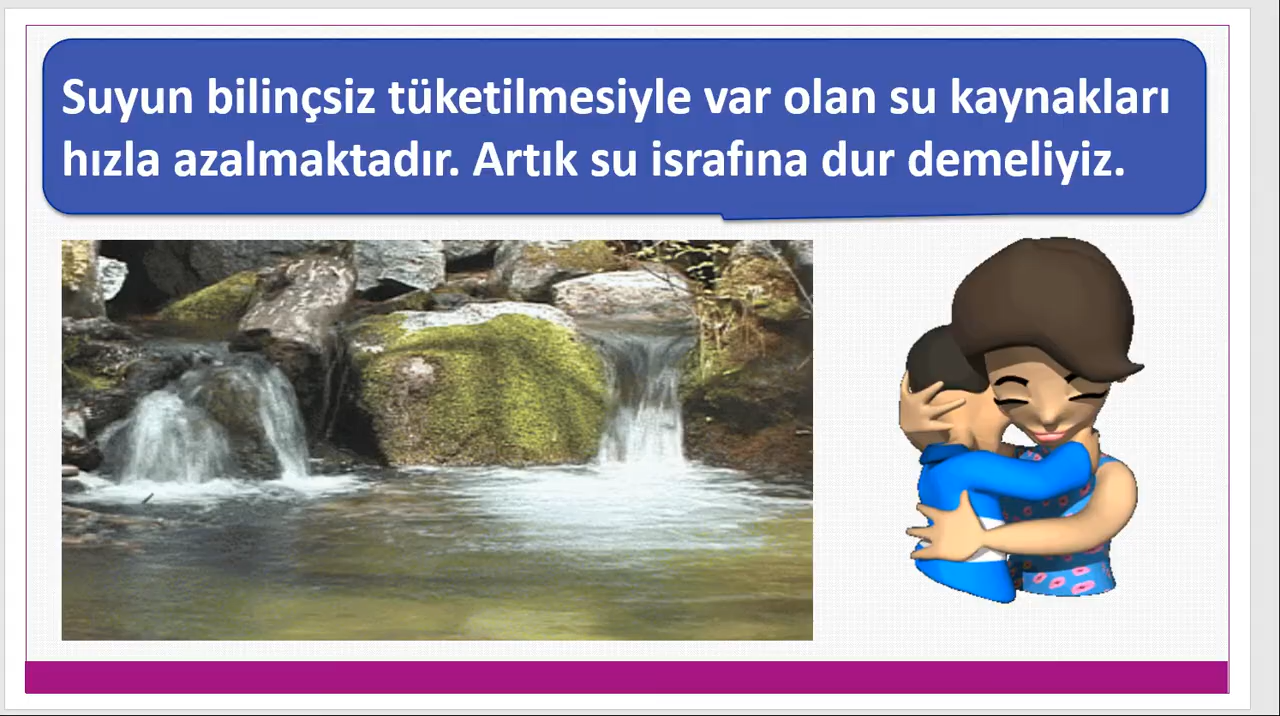 Suyun bilinçsiz tüketilmesiyle var olan su kaynakları
hızla azalmaktadır. Artık su israfına dur demeliyiz.